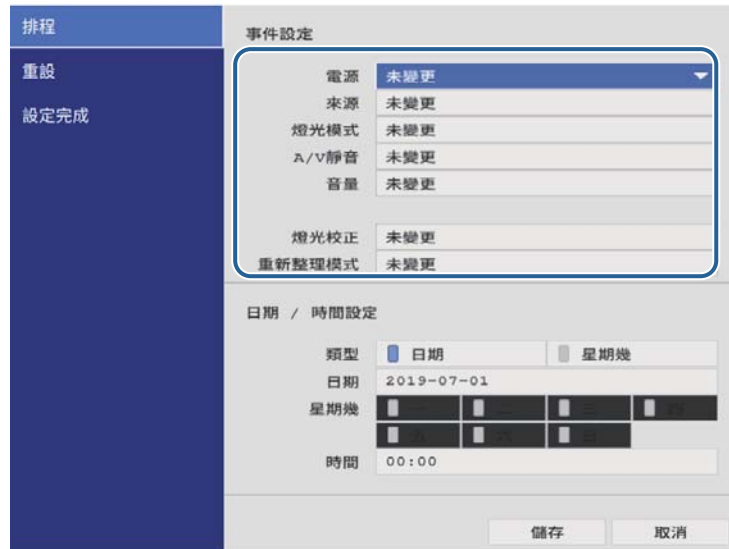 排程
重設
設定完成
事件設定
電源 未變更
來源 未變更
燈光模式 未變更
A/V靜音 未變更
音量 未變更
燈光校正 未變更
重新整理模式 未變更
日期 / 時間設定
類型 日期 星期幾
日期 2019-07-01
星期幾 一 二 三 四
五 六 日
時間 00:00
儲存 取消